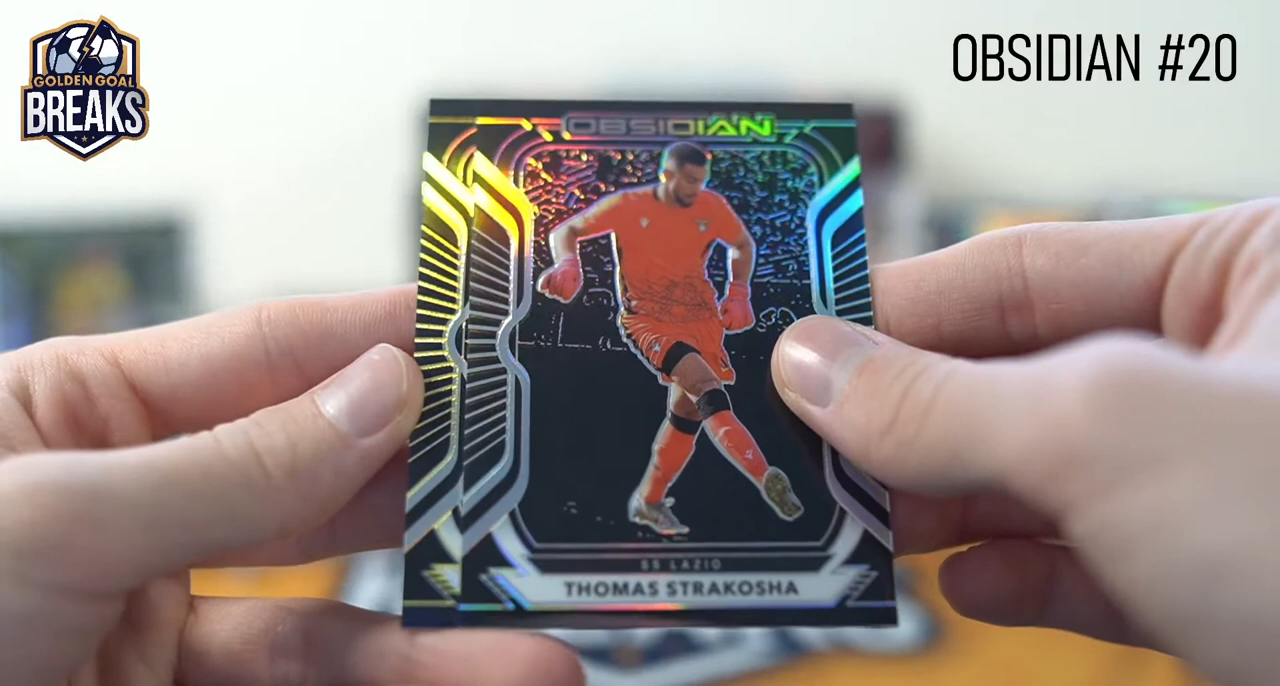 GOLDEN GOAL
BREAKS
OBSIDIAN #20
OBSIDIAN
SS LAZIO
THOMAS STRAKOSHA